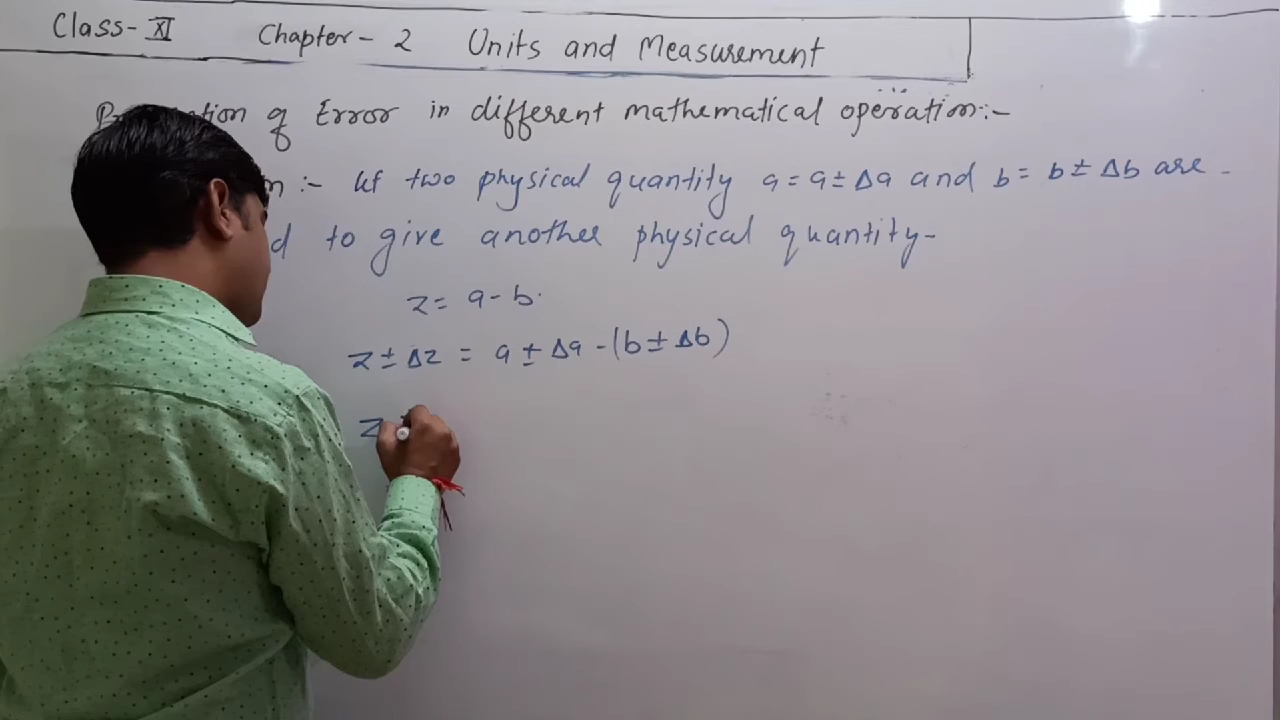 Class- XI Chapter- 2 Units and Measurement
of Error in different mathematical operation:-
:- If two physical quantity a = a ± Δa and b = b ± Δb are -
to give another physical quantity-
z = a - b.
z ± Δz = a ± Δa - (b ± Δb)
z